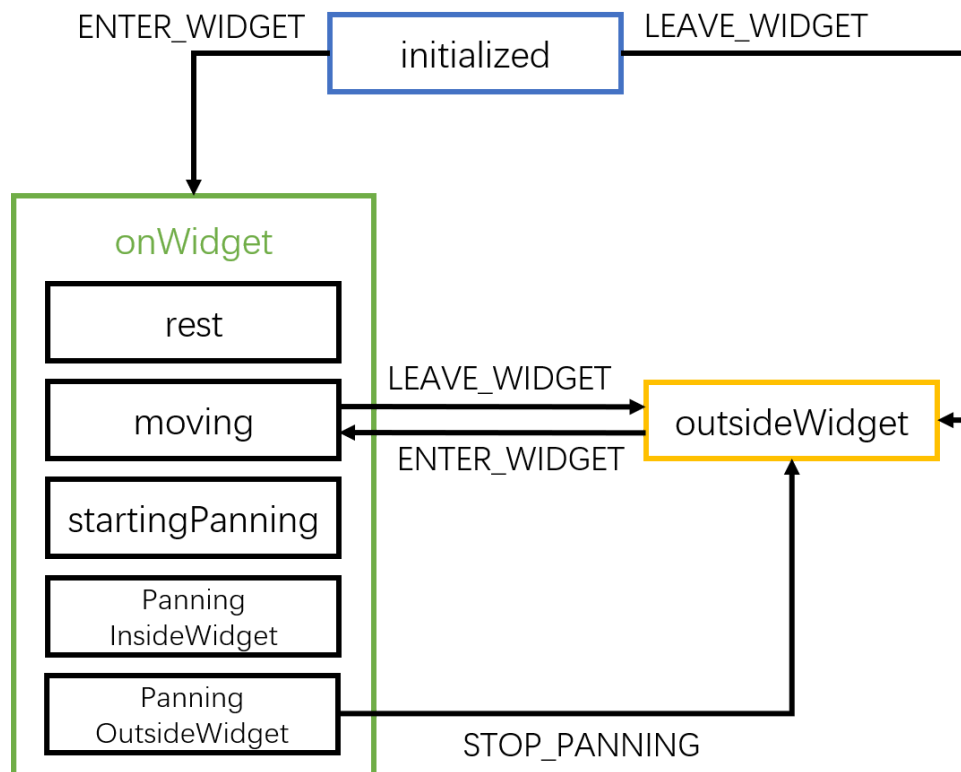 ENTER_WIDGET
initialized
LEAVE_WIDGET
onWidget
rest
moving
startingPanning
Panning
InsideWidget
Panning
OutsideWidget
LEAVE_WIDGET
ENTER_WIDGET
outsideWidget
STOP_PANNING